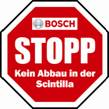 BOSCH
STOPP
Kein Abbau in der
Scintilla